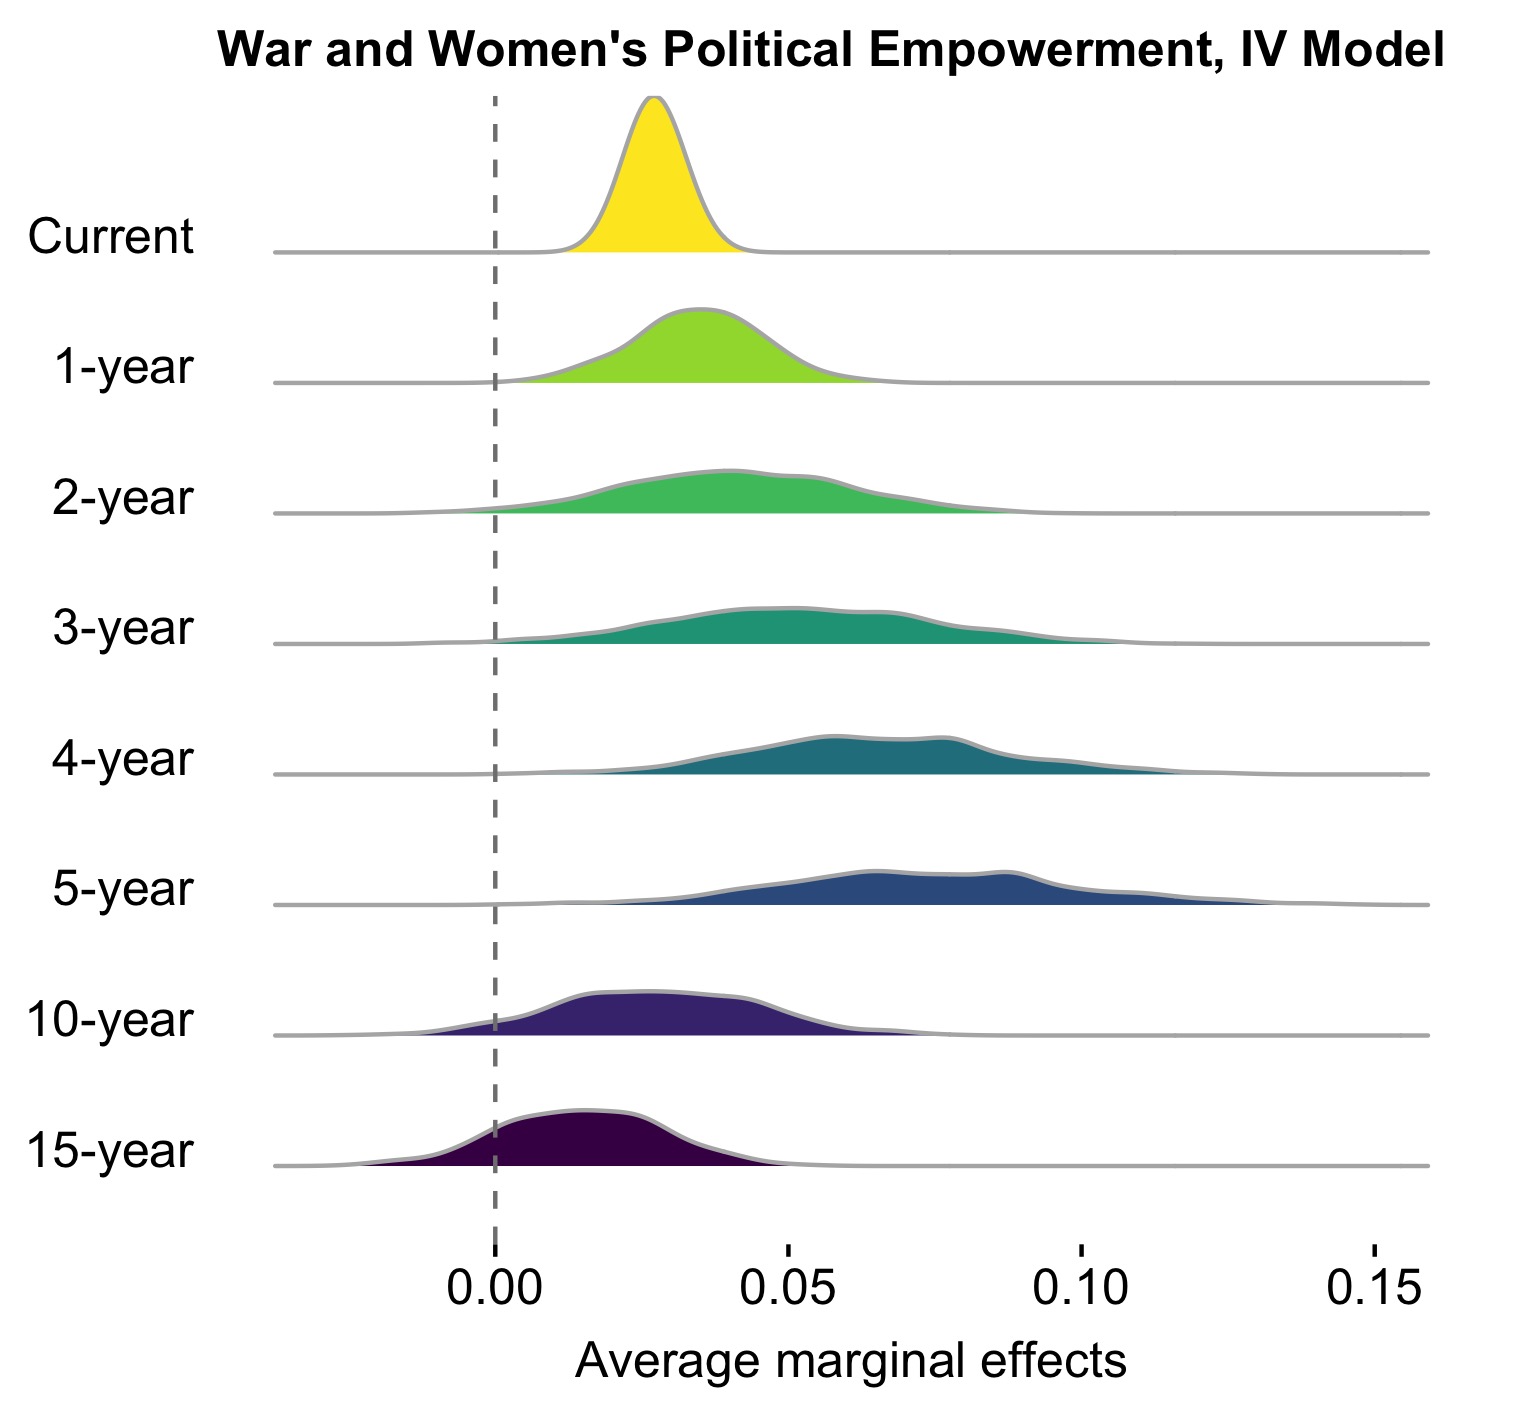 War and Women's Political Empowerment, IV Model
Current
1-year
2-year
3-year
4-year
5-year
10-year
15-year
0.00 0.05 0.10 0.15
Average marginal effects